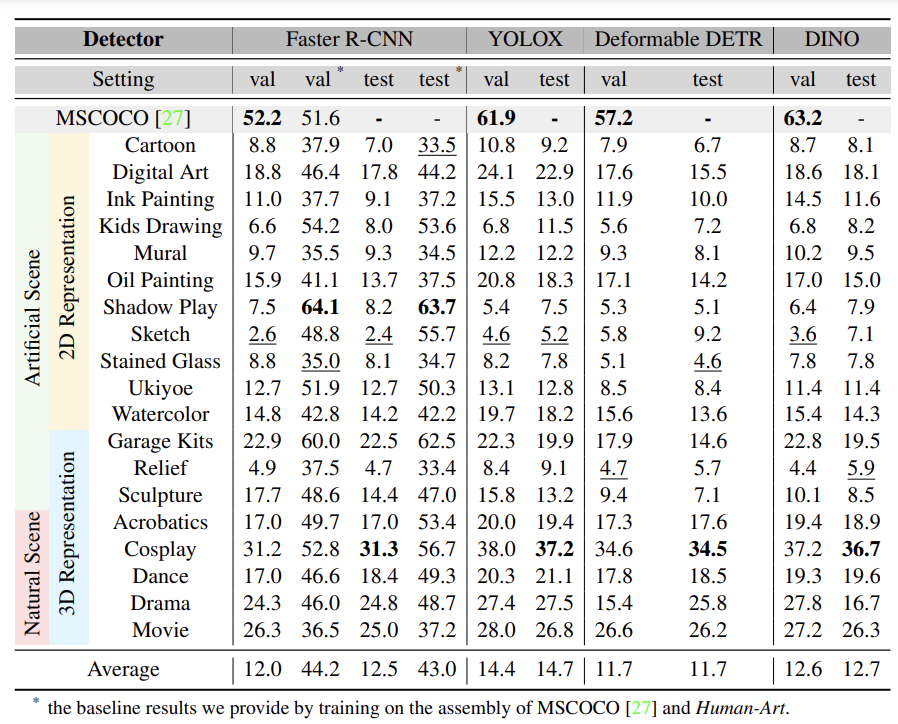 Detector Faster R-CNN YOLOX Deformable DETR DINO
Setting val val* test test* val test val test val test
MSCOCO [27] 52.2 51.6 - - 61.9 - 57.2 - 63.2 -
Artificial Scene
2D Representation
Cartoon 8.8 37.9 7.0 33.5 10.8 9.2 7.9 6.7 8.7 8.1
Digital Art 18.8 46.4 17.8 44.2 24.1 22.9 17.6 15.5 18.6 18.1
Ink Painting 11.0 37.7 9.1 37.2 15.5 13.0 11.9 10.0 14.5 11.6
Kids Drawing 6.6 54.2 8.0 53.6 6.8 11.5 5.6 7.2 6.8 8.2
Mural 9.7 35.5 9.3 34.5 12.2 12.2 9.3 8.1 10.2 9.5
Oil Painting 15.9 41.1 13.7 37.5 20.8 18.3 17.1 14.2 17.0 15.0
Shadow Play 7.5 64.1 8.2 63.7 5.4 7.5 5.3 5.1 6.4 7.9
Sketch 2.6 48.8 2.4 55.7 4.6 5.2 5.8 9.2 3.6 7.1
Stained Glass 8.8 35.0 8.1 34.7 8.2 7.8 5.1 4.6 7.8 7.8
Ukiyoe 12.7 51.9 12.7 50.3 13.1 12.8 8.5 8.4 11.4 11.4
Watercolor 14.8 42.8 14.2 42.2 19.7 18.2 15.6 13.6 15.4 14.3
3D Representation
Garage Kits 22.9 60.0 22.5 62.5 22.3 19.9 17.9 14.6 22.8 19.5
Relief 4.9 37.5 4.7 33.4 8.4 9.1 4.7 5.7 4.4 5.9
Sculpture 17.7 48.6 14.4 47.0 15.8 13.2 9.4 7.1 10.1 8.5
Natural Scene
Acrobatics 17.0 49.7 17.0 53.4 20.0 19.4 17.3 17.6 19.4 18.9
Cosplay 31.2 52.8 31.3 56.7 38.0 37.2 34.6 34.5 37.2 36.7
Dance 17.0 46.6 18.4 49.3 20.3 21.1 17.8 18.5 19.3 19.6
Drama 24.3 46.0 24.8 48.7 27.4 27.5 15.4 25.8 27.8 16.7
Movie 26.3 36.5 25.0 37.2 28.0 26.8 26.6 26.2 27.2 26.3
Average 12.0 44.2 12.5 43.0 14.4 14.7 11.7 11.7 12.6 12.7
* the baseline results we provide by training on the assembly of MSCOCO [27] and Human-Art.